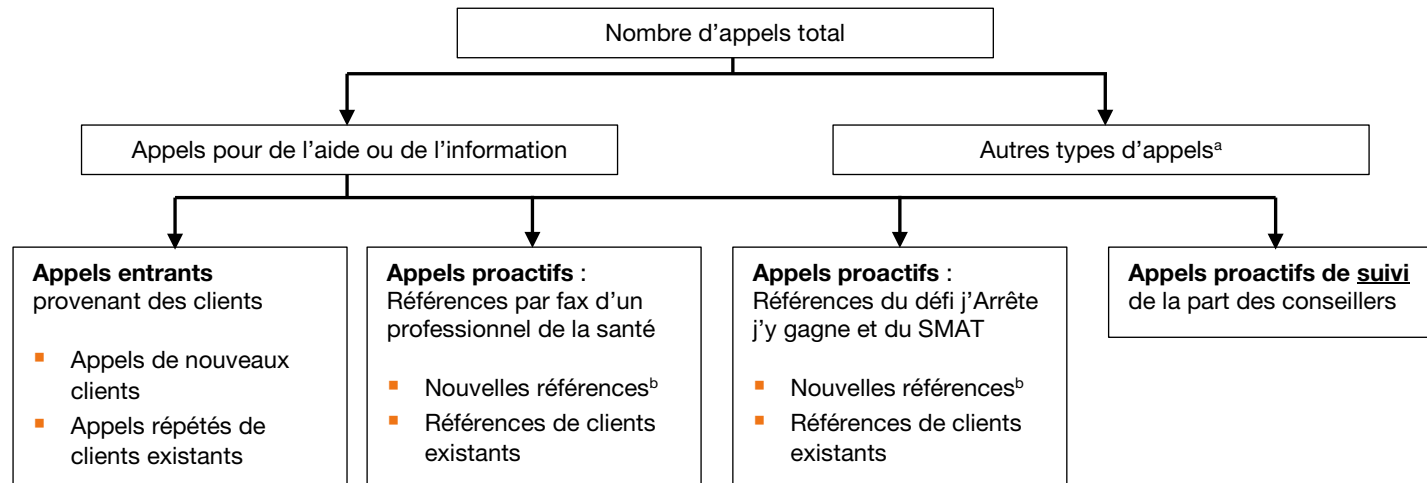 Nombre d’appels total
Appels pour de l’aide ou de l’information
Autres types d’appelsᵃ
Appels entrants
provenant des clients
▪ Appels de nouveaux
clients
▪ Appels répétés de
clients existants
Appels proactifs :
Références par fax d’un
professionnel de la santé
▪ Nouvelles référencesᵇ
▪ Références de clients
existants
Appels proactifs :
Références du défi j’Arrête
j’y gagne et du SMAT
▪ Nouvelles référencesᵇ
▪ Références de clients
existants
Appels proactifs de suivi
de la part des conseillers